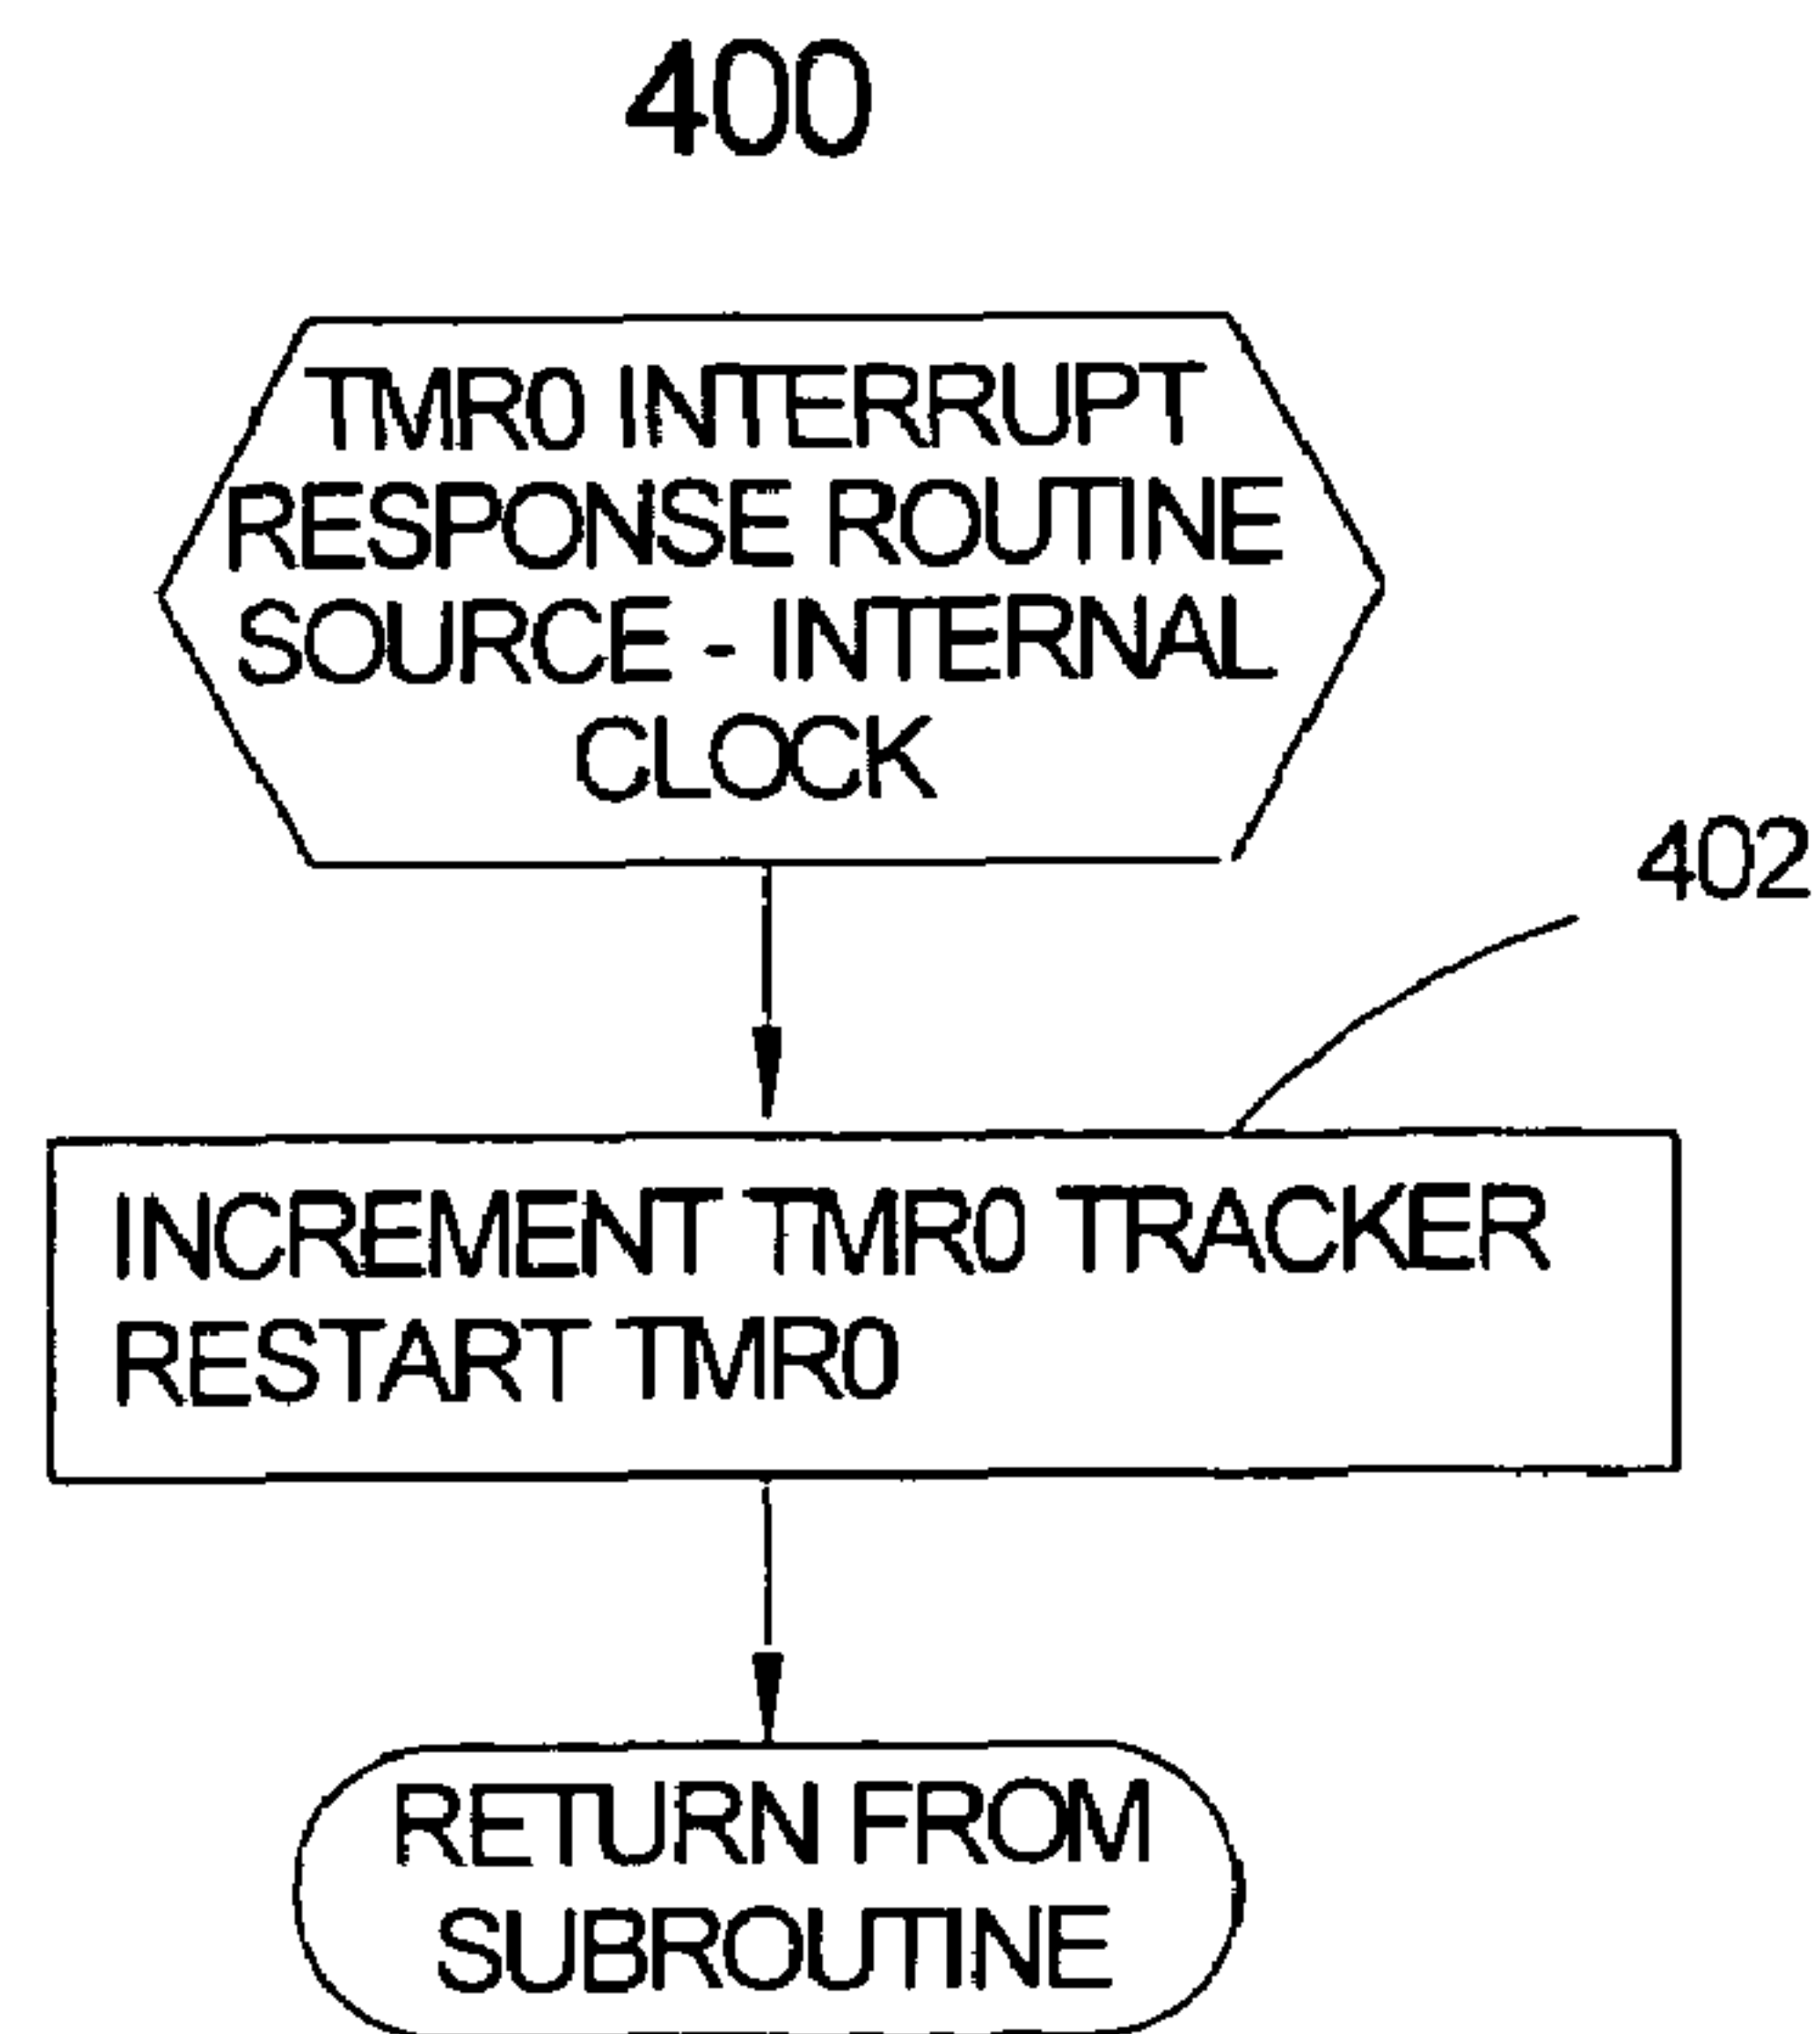 400
TMR0 INTERRUPT
RESPONSE ROUTINE
SOURCE - INTERNAL
CLOCK
402
INCREMENT TMR0 TRACKER
RESTART TMR0
RETURN FROM
SUBROUTINE